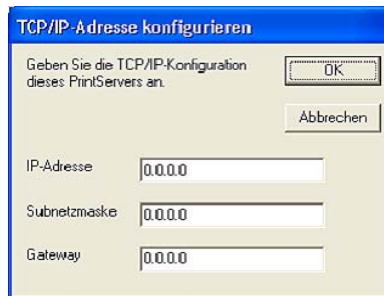 TCP/IP-Adresse konfigurieren
Geben Sie die TCP/IP-Konfiguration
dieses PrintServers an.
OK
Abbrechen
IP-Adresse 0.0.0.0
Subnetzmaske 0.0.0.0
Gateway 0.0.0.0